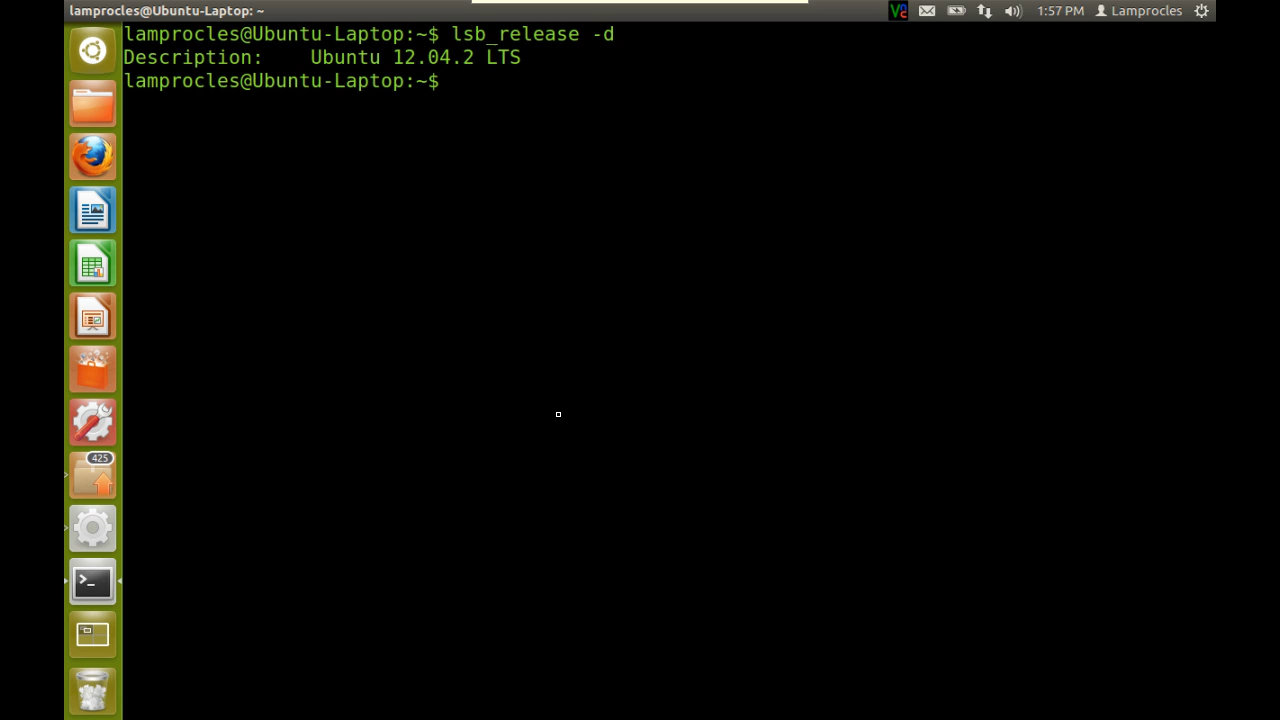 lamprocles@Ubuntu-Laptop: ~
1:57 PM
Lamprocles
lamprocles@Ubuntu-Laptop:~$ lsb_release -d
Description:    Ubuntu 12.04.2 LTS
lamprocles@Ubuntu-Laptop:~$
425
>_